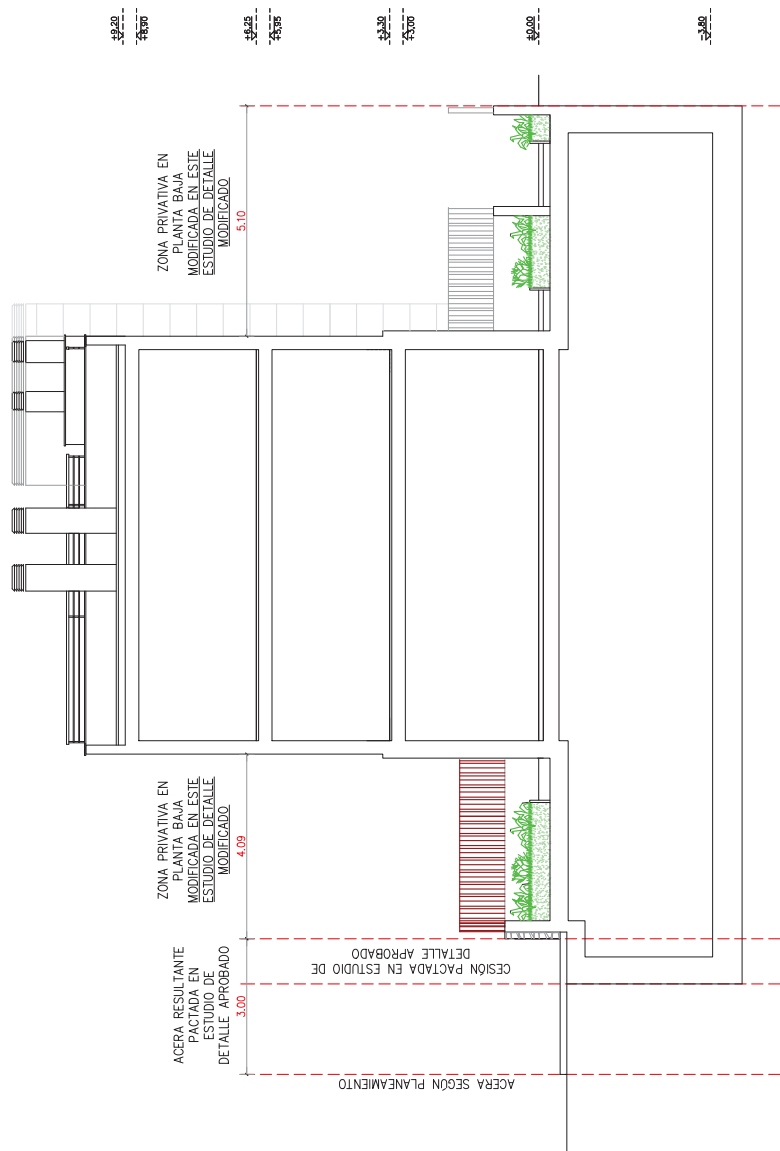 +9,20
+8,90
+6,25
+5,95
+3,30
+3,00
±0,00
-3,80
ZONA PRIVATIVA EN
PLANTA BAJA
MODIFICADA EN ESTE
ESTUDIO DE DETALLE
MODIFICADO
5.10
ZONA PRIVATIVA EN
PLANTA BAJA
MODIFICADA EN ESTE
ESTUDIO DE DETALLE
MODIFICADO
4.09
CESIÓN PACTADA EN ESTUDIO DE
DETALLE APROBADO
ACERA RESULTANTE
PACTADA EN
ESTUDIO DE
DETALLE APROBADO
3.00
ACERA SEGÚN PLANEAMIENTO